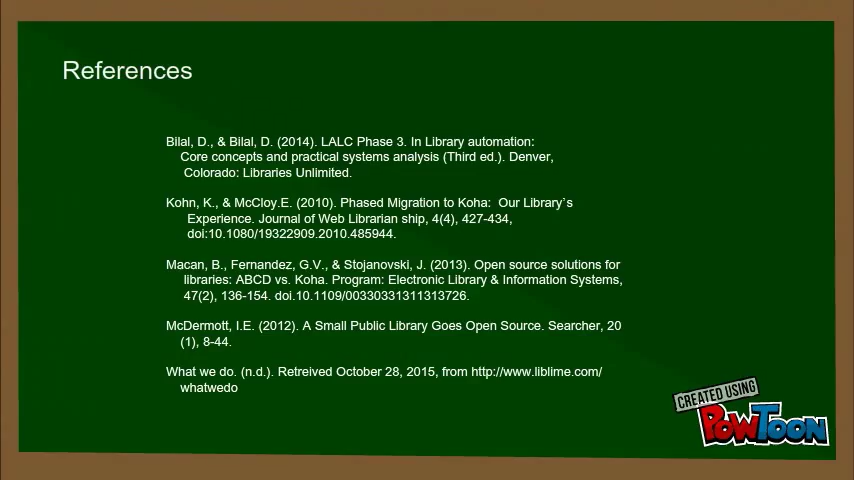 References
Bilal, D., & Bilal, D. (2014). LALC Phase 3. In Library automation:
Core concepts and practical systems analysis (Third ed.). Denver,
Colorado: Libraries Unlimited.
Kohn, K., & McCloy.E. (2010). Phased Migration to Koha: Our Library's
Experience. Journal of Web Librarian ship, 4(4), 427-434,
doi:10.1080/19322909.2010.485944.
Macan, B., Fernandez, G.V., & Stojanovski, J. (2013). Open source solutions for
libraries: ABCD vs. Koha. Program: Electronic Library & Information Systems,
47(2), 136-154. doi.10.1109/00330331311313726.
McDermott, I.E. (2012). A Small Public Library Goes Open Source. Searcher, 20
(1), 8-44.
What we do. (n.d.). Retreived October 28, 2015, from http://www.liblime.com/
whatwedo
CREATED USING
POWTOON